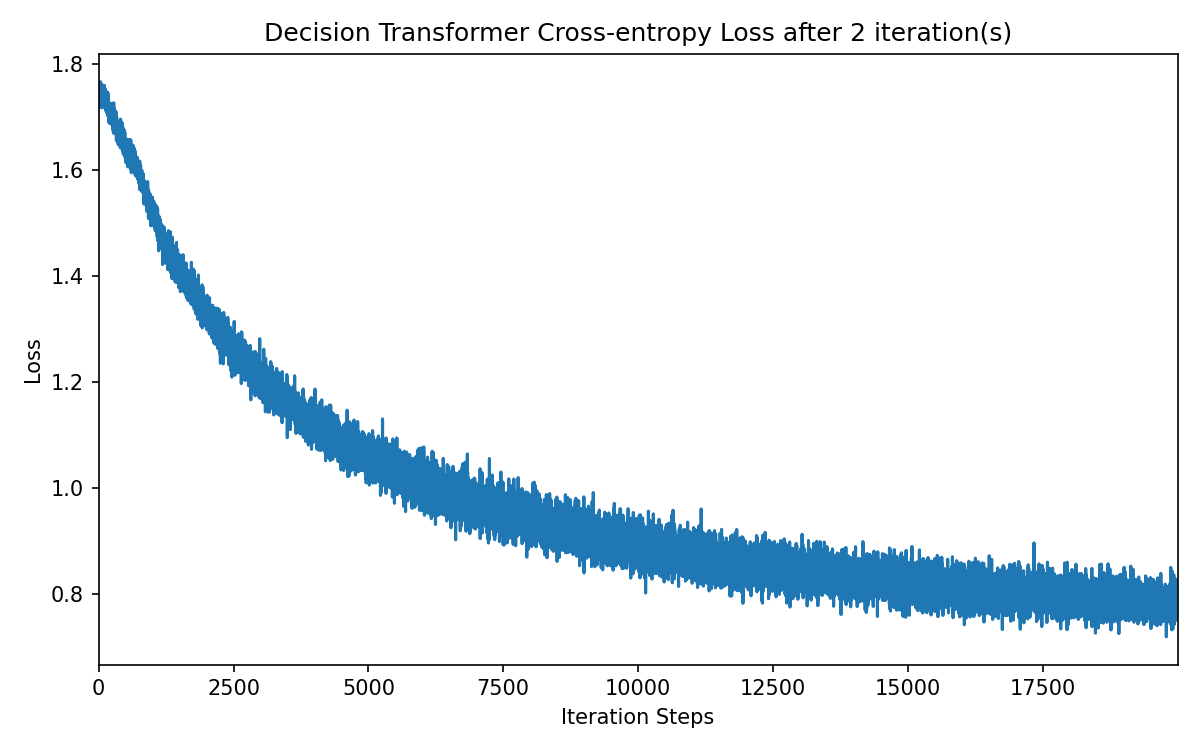 Decision Transformer Cross-entropy Loss after 2 iteration(s)
1.8
1.6
1.4
1.2
1.0
0.8
Loss
0 2500 5000 7500 10000 12500 15000 17500
Iteration Steps